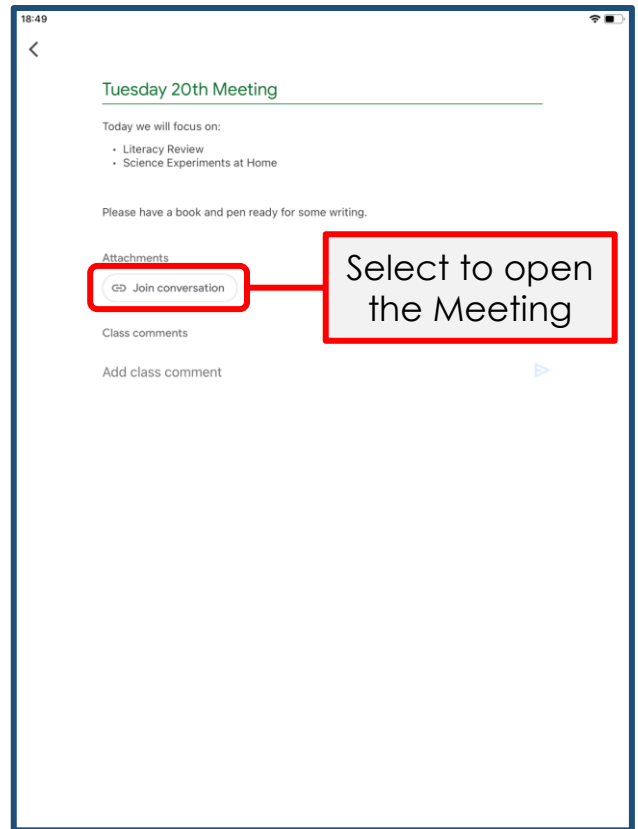 18:49
Tuesday 20th Meeting
Today we will focus on:
• Literacy Review
• Science Experiments at Home
Please have a book and pen ready for some writing.
Attachments
Join conversation
Select to open
the Meeting
Class comments
Add class comment